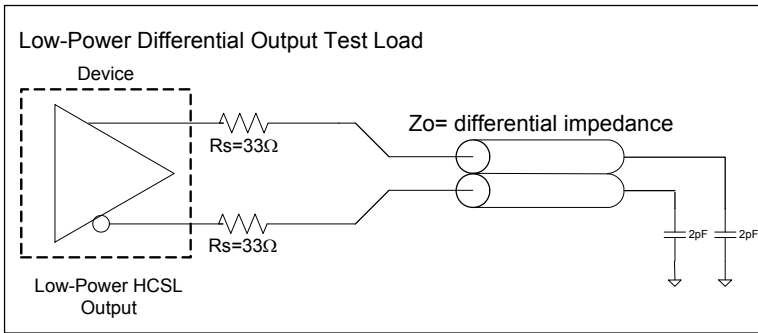 Low-Power Differential Output Test Load
Device
Rs=33Ω
Zo= differential impedance
Rs=33Ω
2pF
2pF
Low-Power HCSL
Output